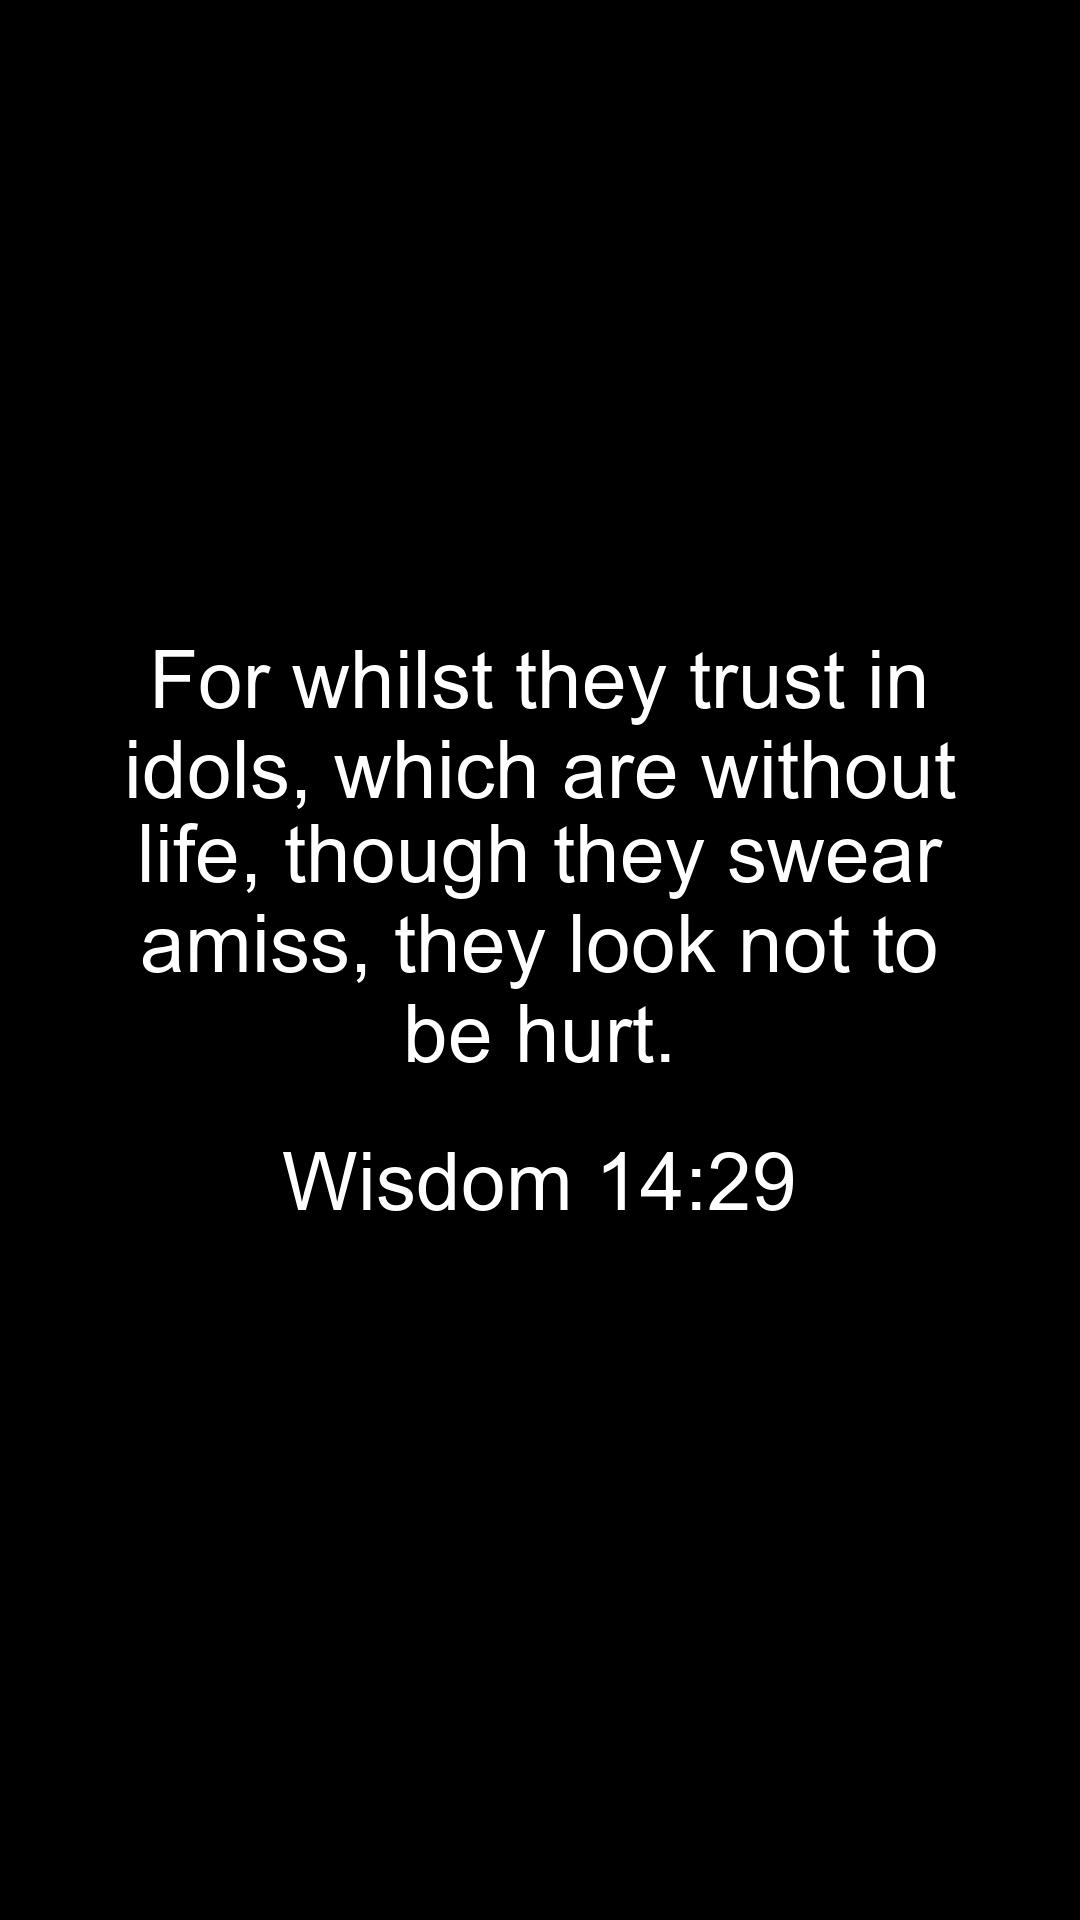 For whilst they trust in
idols, which are without
life, though they swear
amiss, they look not to
be hurt.
Wisdom 14:29